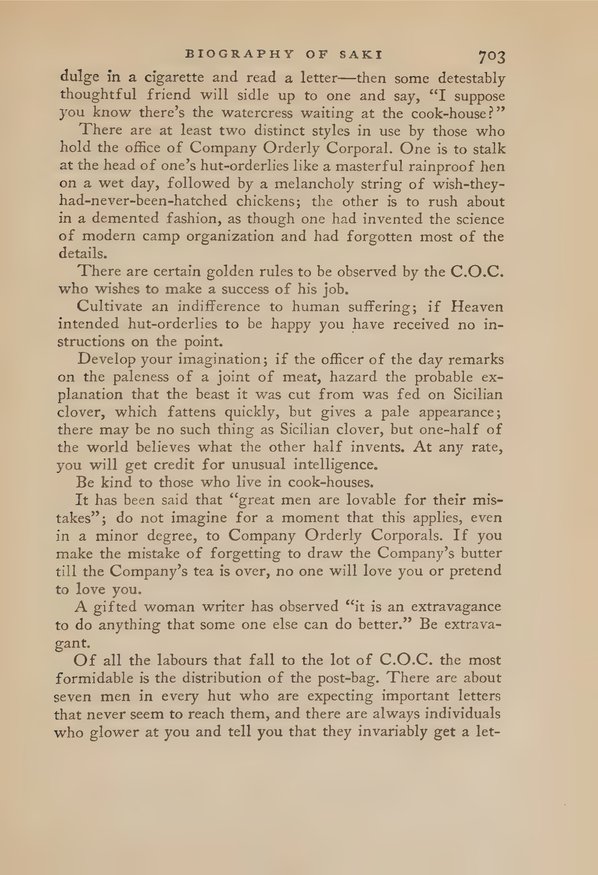 BIOGRAPHY OF SAKI 703
dulge in a cigarette and read a letter—then some detestably
thoughtful friend will sidle up to one and say, “I suppose
you know there’s the watercress waiting at the cook-house?”
There are at least two distinct styles in use by those who
hold the office of Company Orderly Corporal. One is to stalk
at the head of one’s hut-orderlies like a masterful rainproof hen
on a wet day, followed by a melancholy string of wish-they-
had-never-been-hatched chickens; the other is to rush about
in a demented fashion, as though one had invented the science
of modern camp organization and had forgotten most of the
details.
There are certain golden rules to be observed by the C.O.C.
who wishes to make a success of his job.
Cultivate an indifference to human suffering; if Heaven
intended hut-orderlies to be happy you have received no in-
structions on the point.
Develop your imagination; if the officer of the day remarks
on the paleness of a joint of meat, hazard the probable ex-
planation that the beast it was cut from was fed on Sicilian
clover, which fattens quickly, but gives a pale appearance;
there may be no such thing as Sicilian clover, but one-half of
the world believes what the other half invents. At any rate,
you will get credit for unusual intelligence.
Be kind to those who live in cook-houses.
It has been said that “great men are lovable for their mis-
takes”; do not imagine for a moment that this applies, even
in a minor degree, to Company Orderly Corporals. If you
make the mistake of forgetting to draw the Company’s butter
till the Company’s tea is over, no one will love you or pretend
to love you.
A gifted woman writer has observed “it is an extravagance
to do anything that some one else can do better.” Be extrava-
gant.
Of all the labours that fall to the lot of C.O.C. the most
formidable is the distribution of the post-bag. There are about
seven men in every hut who are expecting important letters
that never seem to reach them, and there are always individuals
who glower at you and tell you that they invariably get a let-